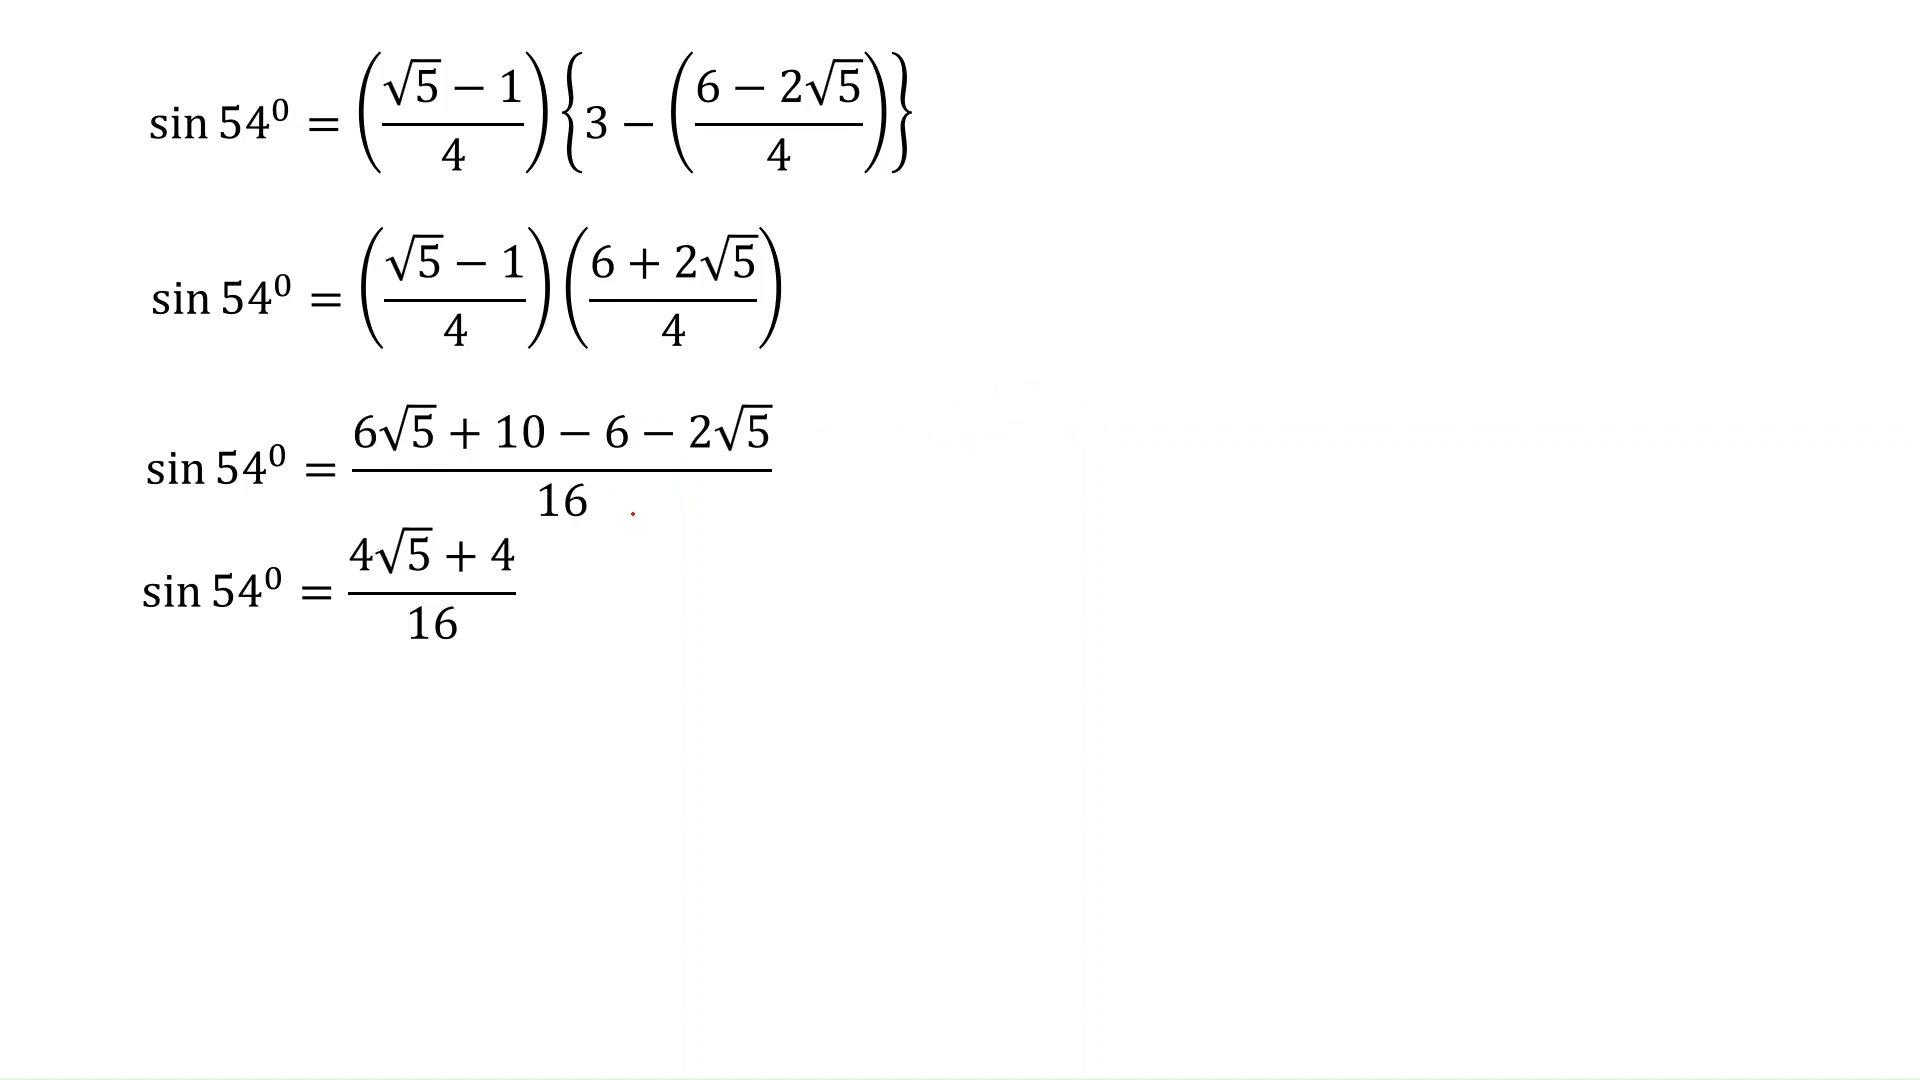 sin 54⁰ = ((√5 − 1)/4) {3 − ((6 − 2√5)/4)}
sin 54⁰ = ((√5 − 1)/4) ((6 + 2√5)/4)
sin 54⁰ = (6√5 + 10 − 6 − 2√5)/16
sin 54⁰ = (4√5 + 4)/16